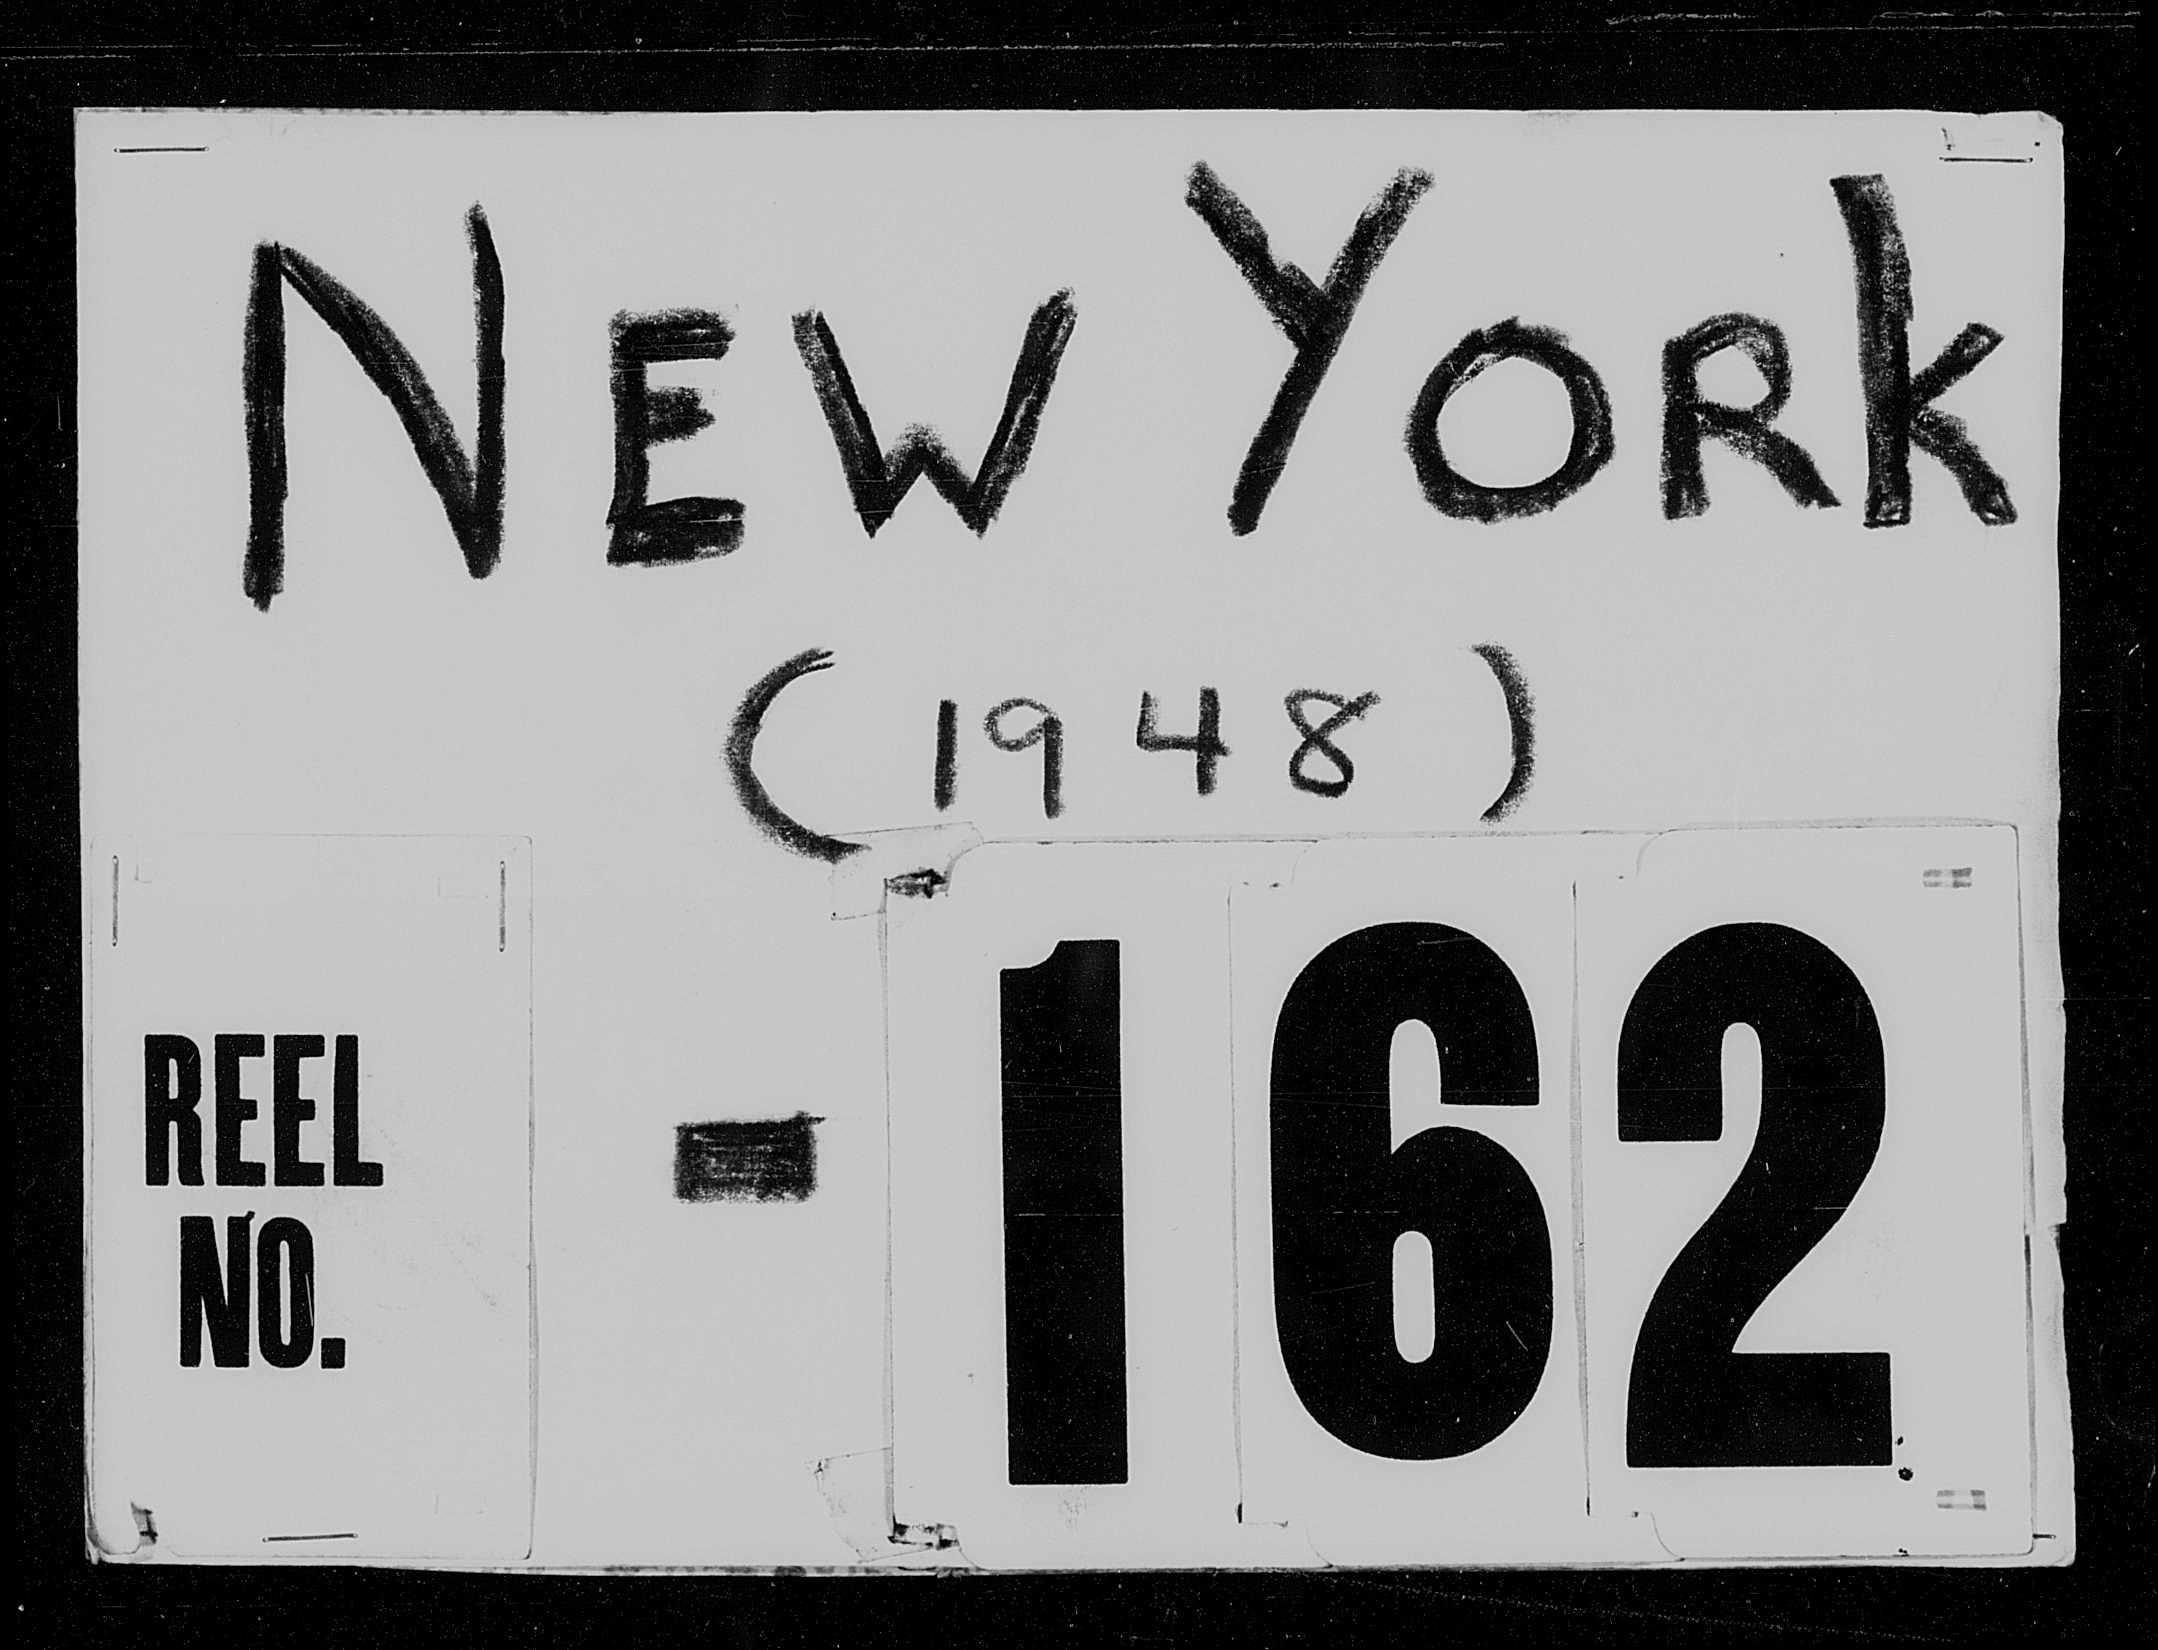 NEW YORk
(1948)
REEL
NO.
- 162